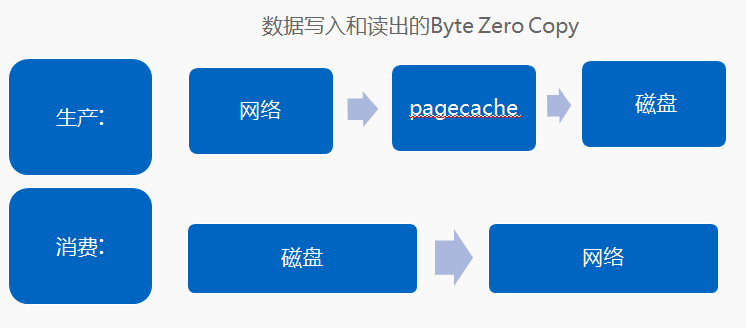 数据写入和读出的Byte Zero Copy
生产：
网络
pagecache
磁盘
消费：
磁盘
网络